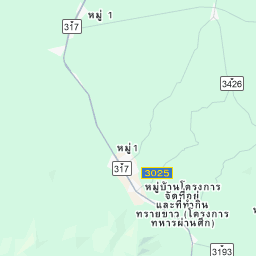 หมู่ 1
317
3426
หมู่1
317
3025
หมู่บ้านโครงการ
จัดที่อยู่
และที่ทำกิน
ทรายขาว (โครงการ
ทหารผ่านศึก)
3193